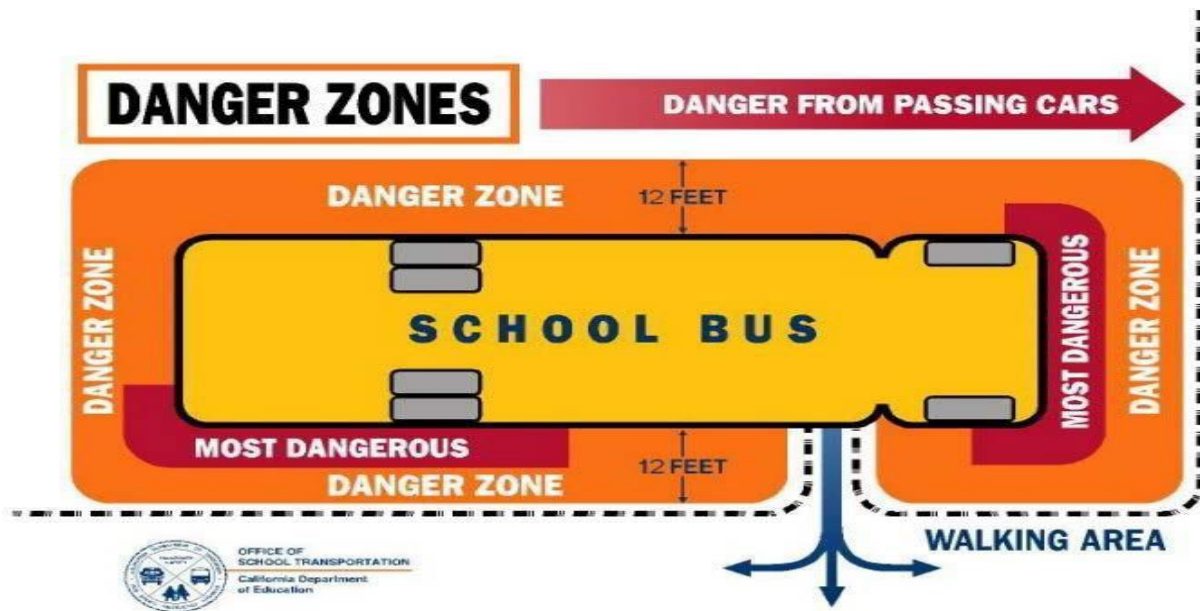 DANGER ZONES
DANGER FROM PASSING CARS
DANGER ZONE
12 FEET
DANGER ZONE
SCHOOL BUS
MOST DANGEROUS
DANGER ZONE
MOST DANGEROUS
12 FEET
DANGER ZONE
WALKING AREA
OFFICE OF
SCHOOL TRANSPORTATION
California Department
of Education